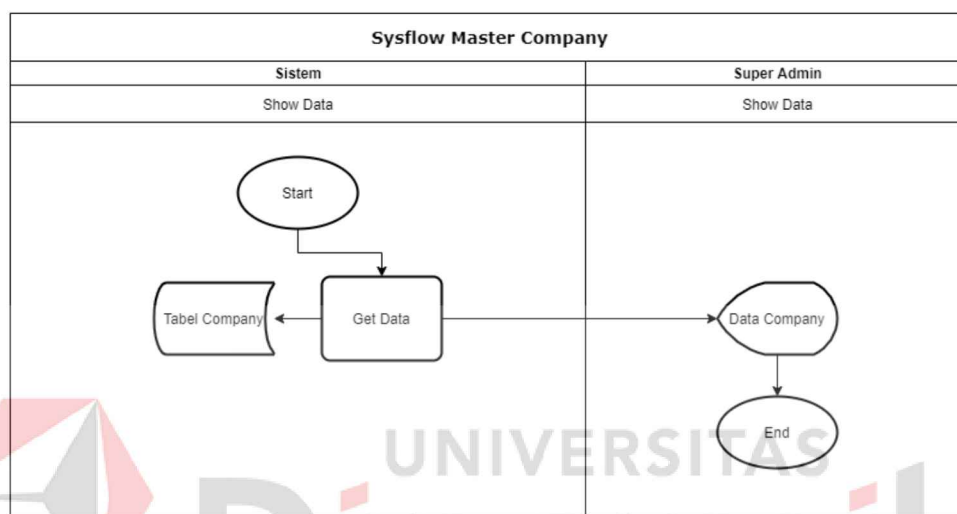 Sysflow Master Company
Sistem
Super Admin
Show Data
Show Data
Start
Tabel Company
Get Data
Data Company
End
UNIVERSITAS